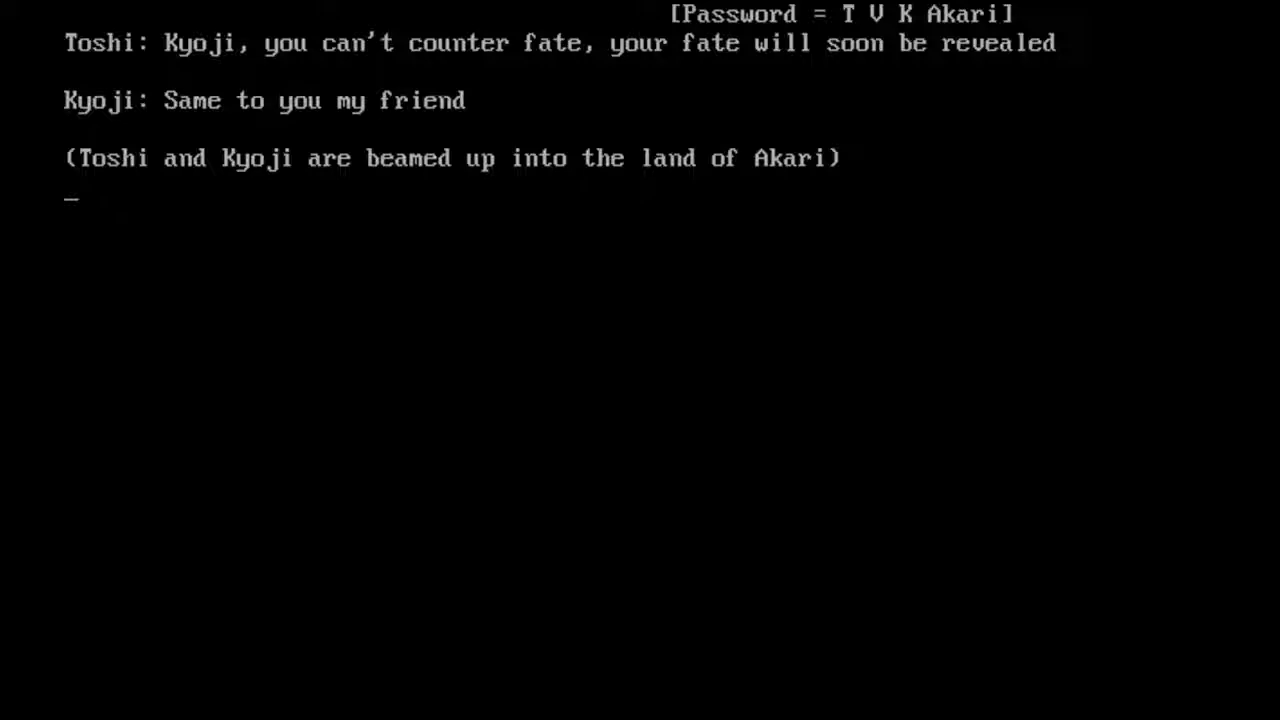 [Password = T V K Akari]
Toshi: Kyoji, you can't counter fate, your fate will soon be revealed
Kyoji: Same to you my friend
(Toshi and Kyoji are beamed up into the land of Akari)
_